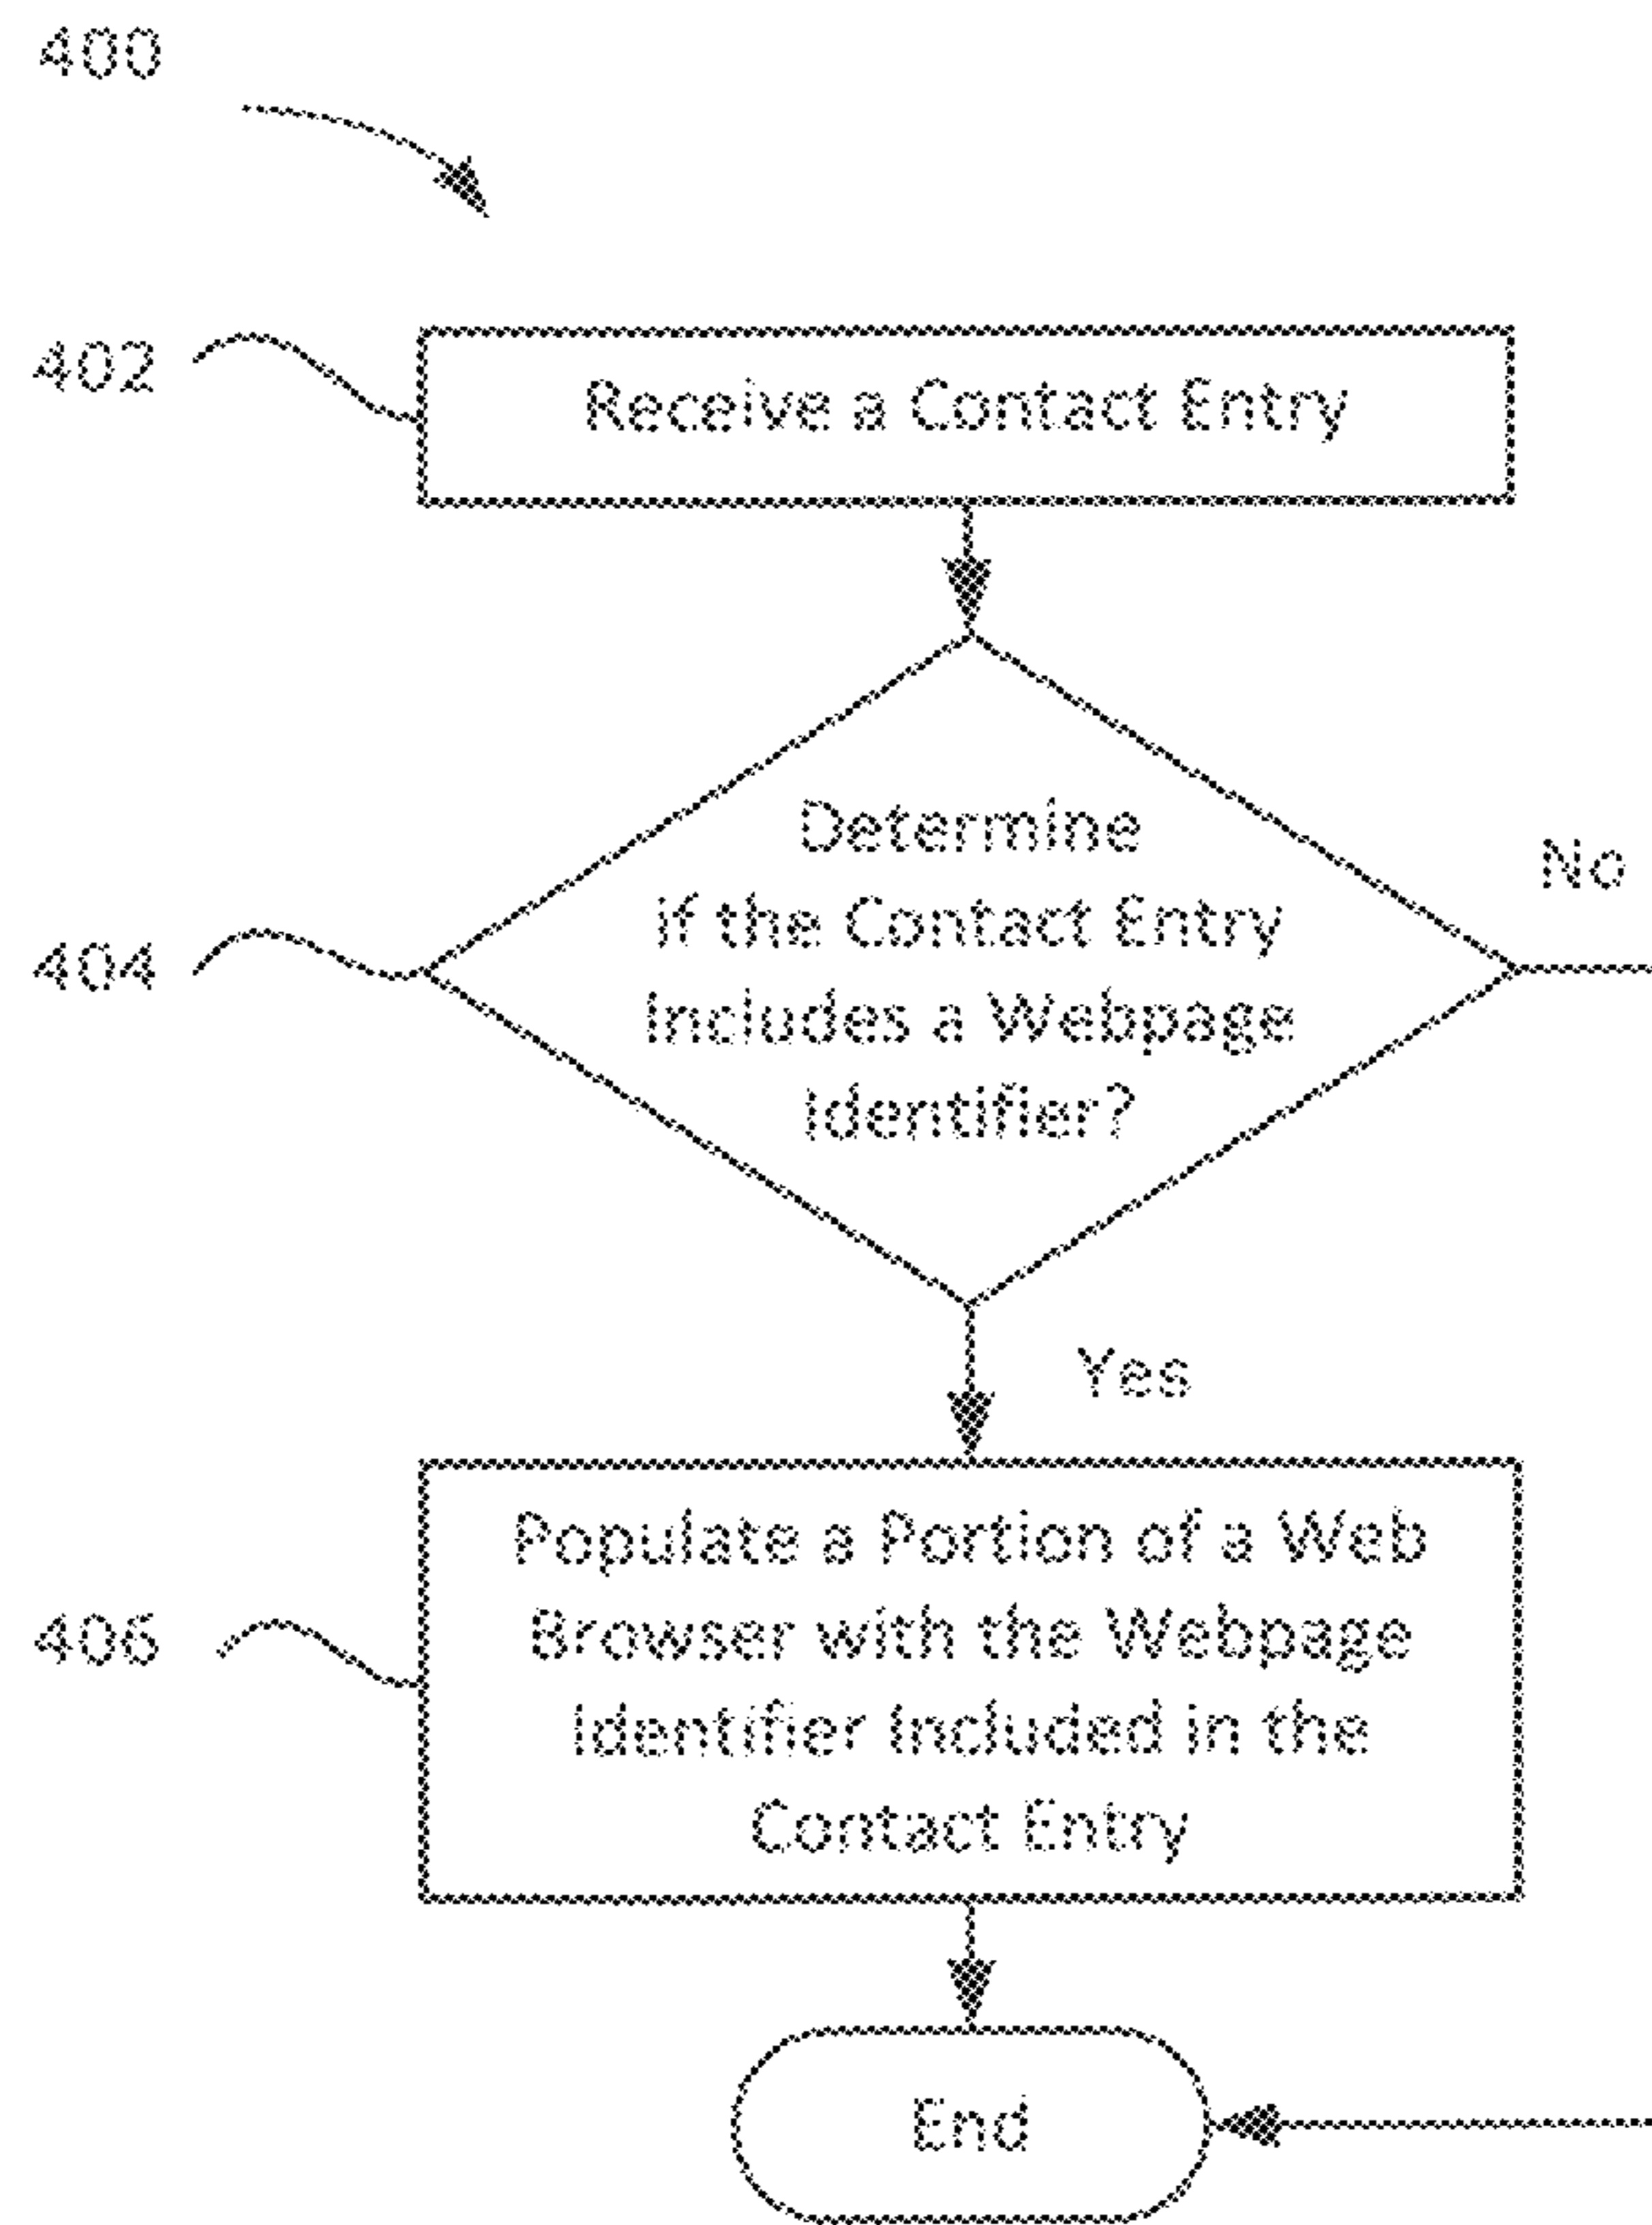 400
402
Receive a Contact Entry
Determine
if the Contact Entry
Includes a Webpage
Identifier?
No
404
Yes
Populate a Portion of a Web
Browser with the Webpage
Identifier Included in the
Contact Entry
406
End